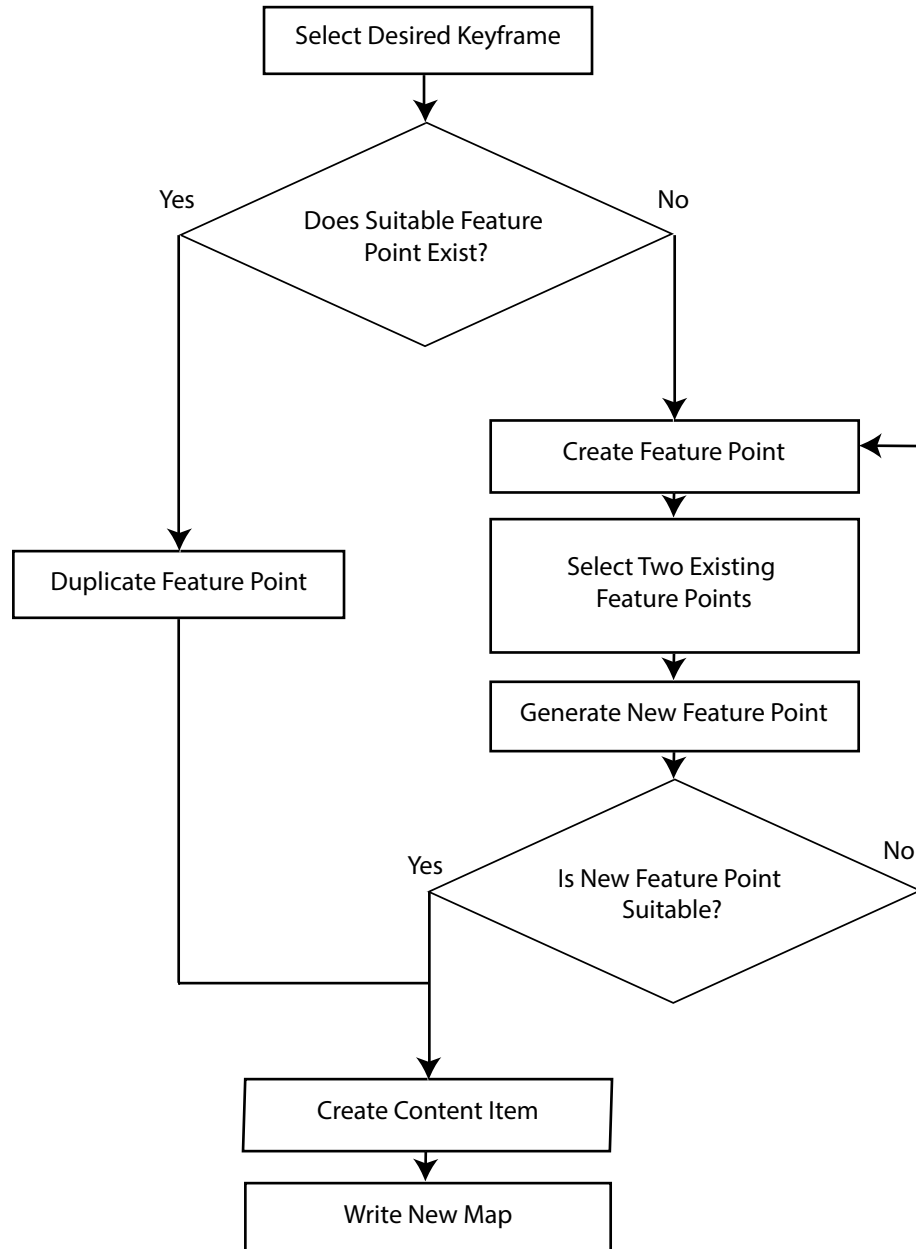 Select Desired Keyframe
Yes
No
Does Suitable Feature
Point Exist?
Create Feature Point
Select Two Existing
Feature Points
Duplicate Feature Point
Generate New Feature Point
Yes
No
Is New Feature Point
Suitable?
Create Content Item
Write New Map